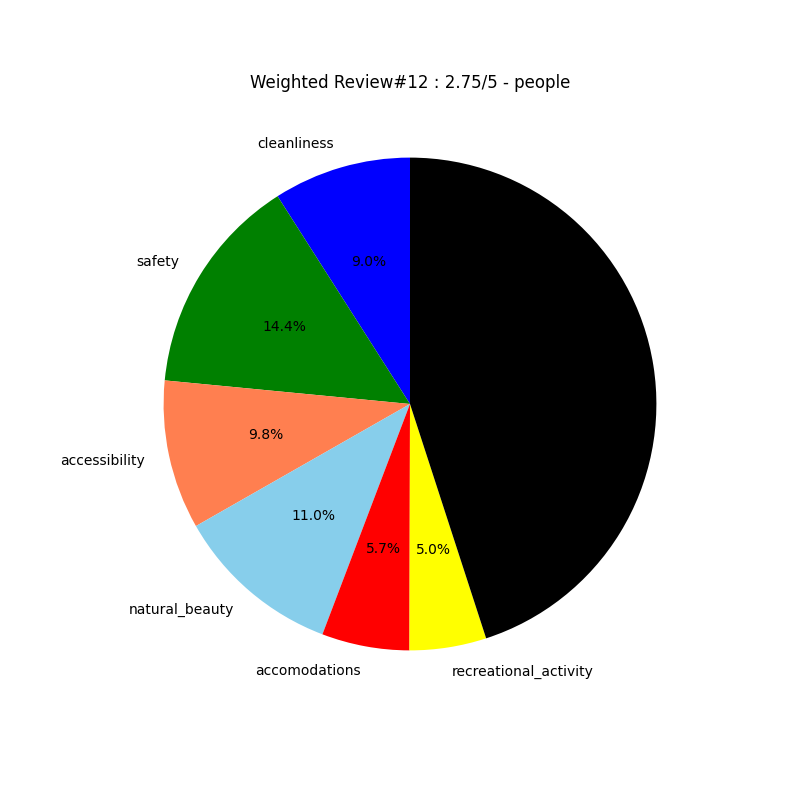 Weighted Review#12 : 2.75/5 - people
cleanliness
9.0%
safety
14.4%
accessibility
9.8%
natural_beauty
11.0%
accomodations
5.7%
recreational_activity
5.0%